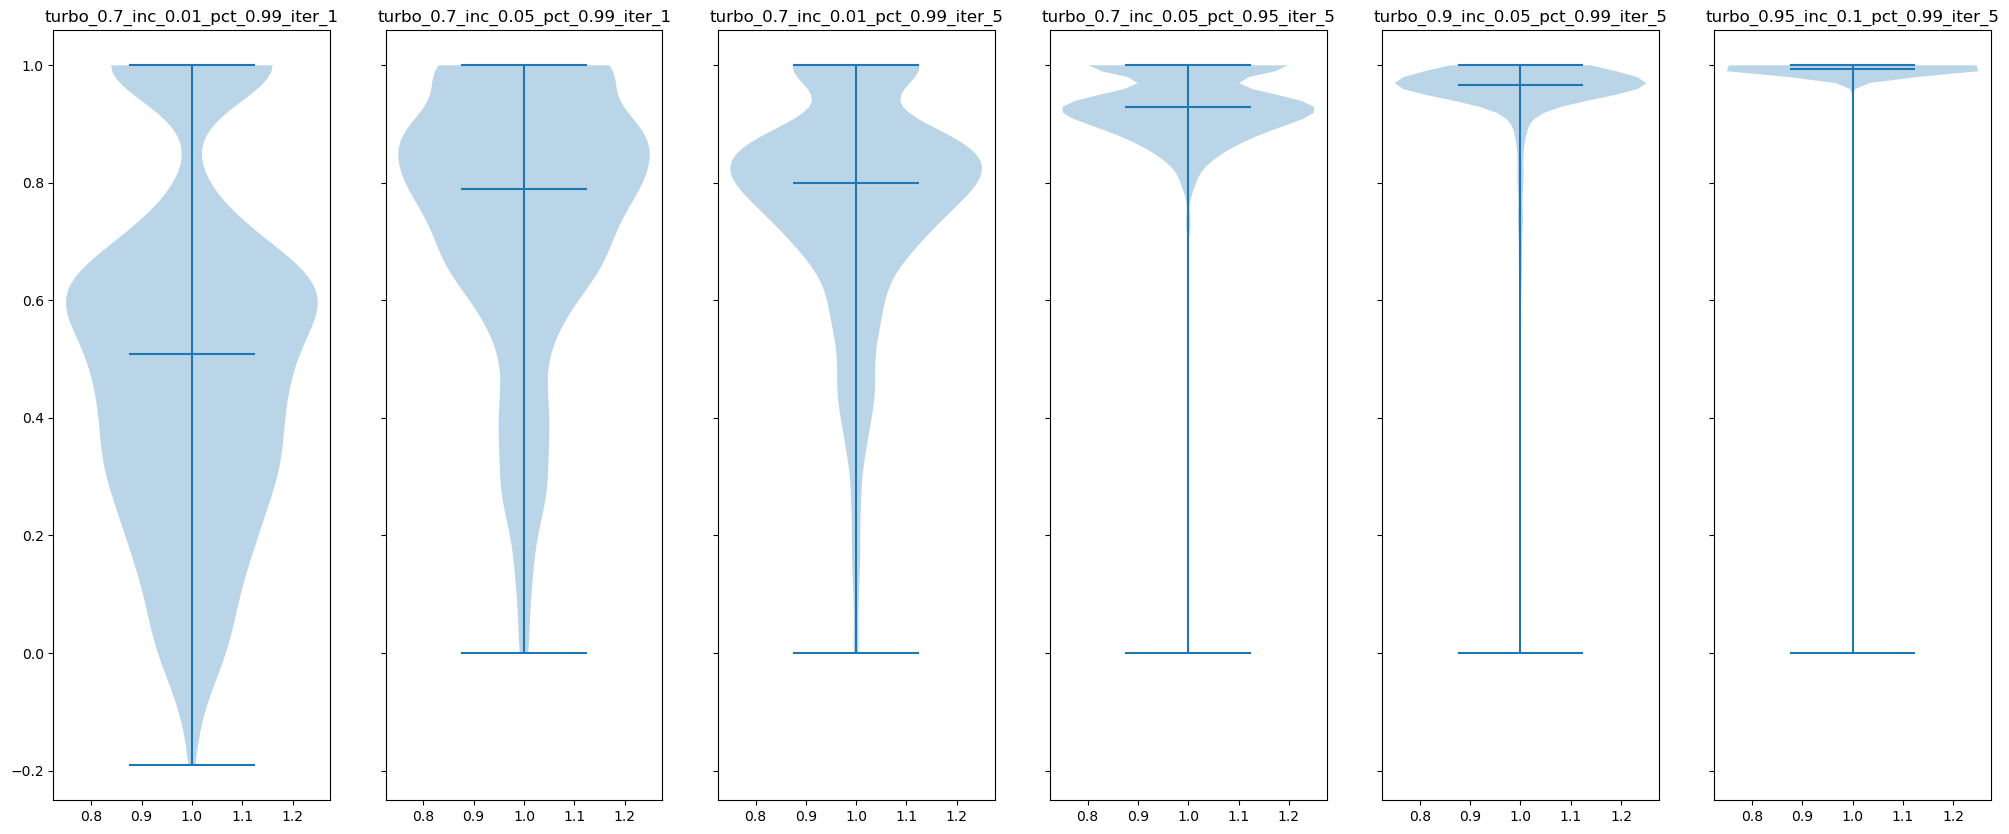 turbo_0.7_inc_0.01_pct_0.99_iter_1
turbo_0.7_inc_0.05_pct_0.99_iter_1
turbo_0.7_inc_0.01_pct_0.99_iter_5
turbo_0.7_inc_0.05_pct_0.95_iter_5
turbo_0.9_inc_0.05_pct_0.99_iter_5
turbo_0.95_inc_0.1_pct_0.99_iter_5
1.0
0.8
0.6
0.4
0.2
0.0
−0.2
0.8 0.9 1.0 1.1 1.2
0.8 0.9 1.0 1.1 1.2
0.8 0.9 1.0 1.1 1.2
0.8 0.9 1.0 1.1 1.2
0.8 0.9 1.0 1.1 1.2
0.8 0.9 1.0 1.1 1.2